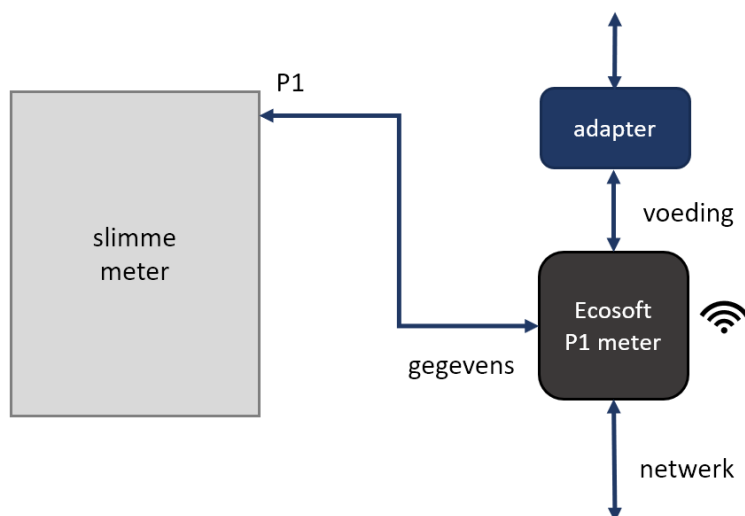 P1
adapter
slimme
meter
voeding
Ecosoft
P1 meter
gegevens
netwerk